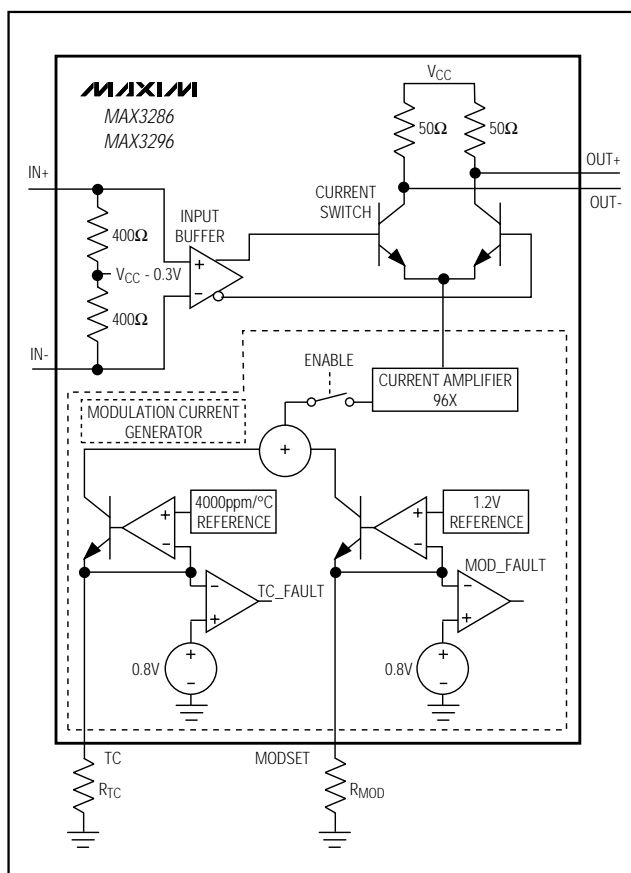 MAXIM
MAX3286
MAX3296
VCC
50Ω
50Ω
OUT+
OUT-
IN+
CURRENT
SWITCH
INPUT
BUFFER
400Ω
VCC - 0.3V
400Ω
+
−
IN-
ENABLE
CURRENT AMPLIFIER
96X
MODULATION CURRENT
GENERATOR
+
4000ppm/°C
REFERENCE
+
−
1.2V
REFERENCE
+
−
TC_FAULT
−
+
MOD_FAULT
−
+
0.8V
+
−
0.8V
+
−
TC
RTC
MODSET
RMOD